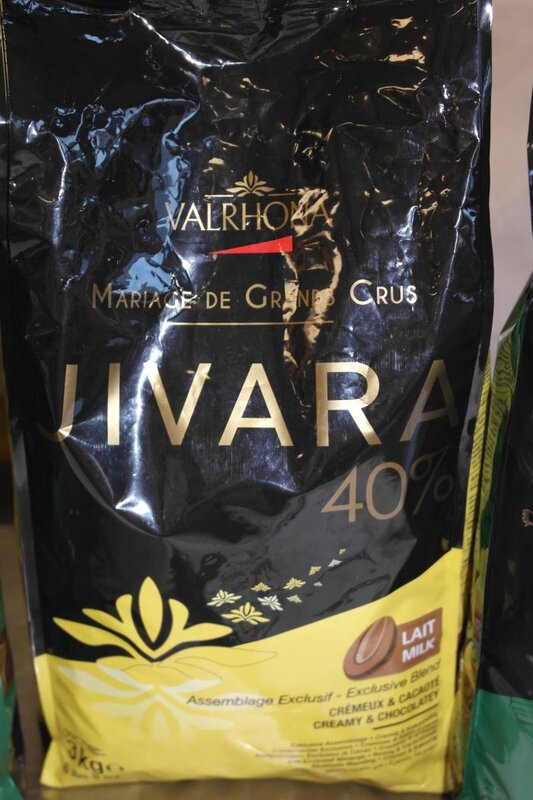 VALRHONA
MARIAGE DE GRANDS CRUS
JIVARA
40%
LAIT
MILK
Assemblage Exclusif - Exclusive Blend
CRÉMEUX & CACAOTÉ
CREAMY & CHOCOLATEY
3kg e